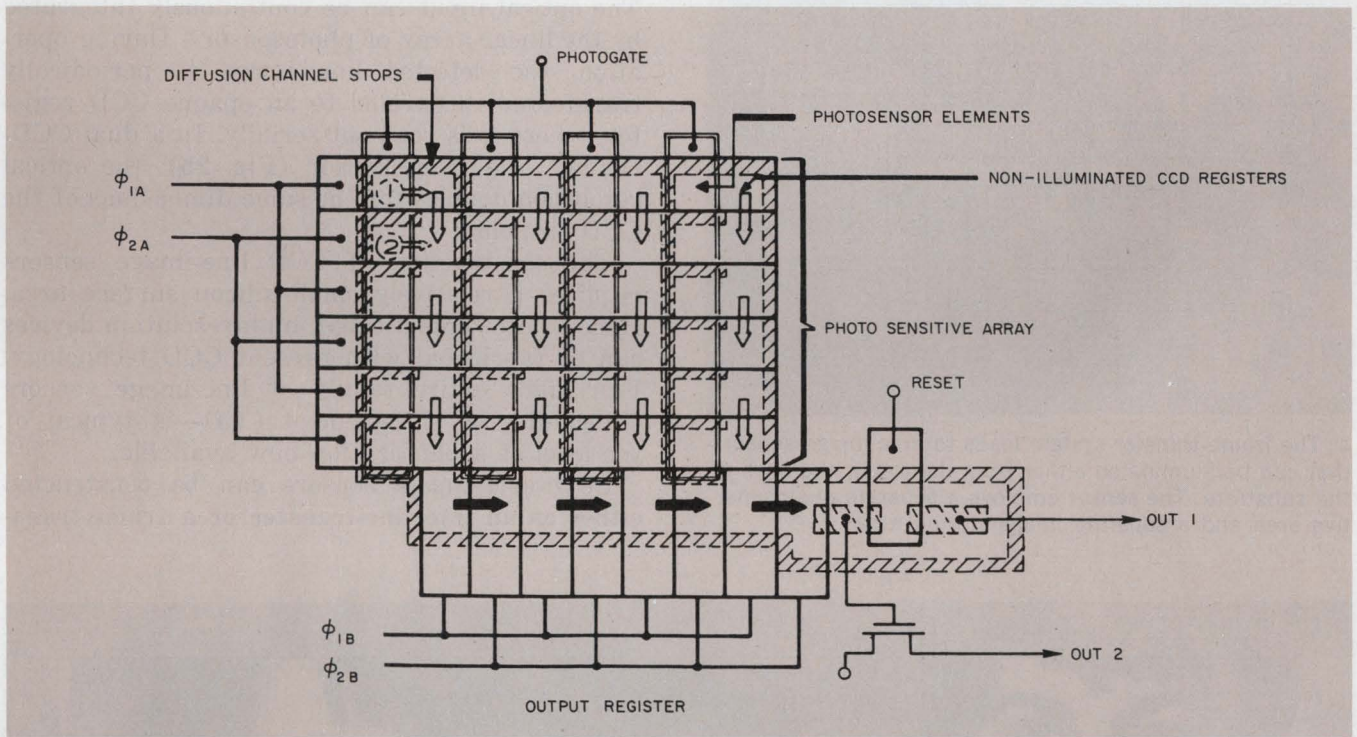 PHOTOGATE
DIFFUSION CHANNEL STOPS
PHOTOSENSOR ELEMENTS
NON-ILLUMINATED CCD REGISTERS
ϕ1A
ϕ2A
(1)
(2)
PHOTO SENSITIVE ARRAY
RESET
OUT 1
ϕ1B
ϕ2B
OUT 2
OUTPUT REGISTER